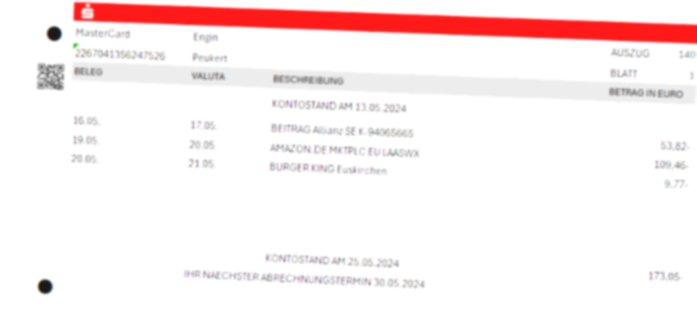 MasterCard Engin AUSZUG 140
2267041356247526 Peukert BLATT 1
BELEG VALUTA BESCHREIBUNG BETRAG IN EURO
KONTOSTAND AM 13.05.2024
16.05. 17.05. BEITRAG Allianz SE K-94065665 53,82-
19.05. 20.05. AMAZON.DE MKTPLC EU LAASWX 109,46-
20.05. 21.05. BURGER KING Euskirchen 9,77-
KONTOSTAND AM 25.05.2024 173,05-
IHR NAECHSTER ABRECHNUNGSTERMIN 30.05.2024